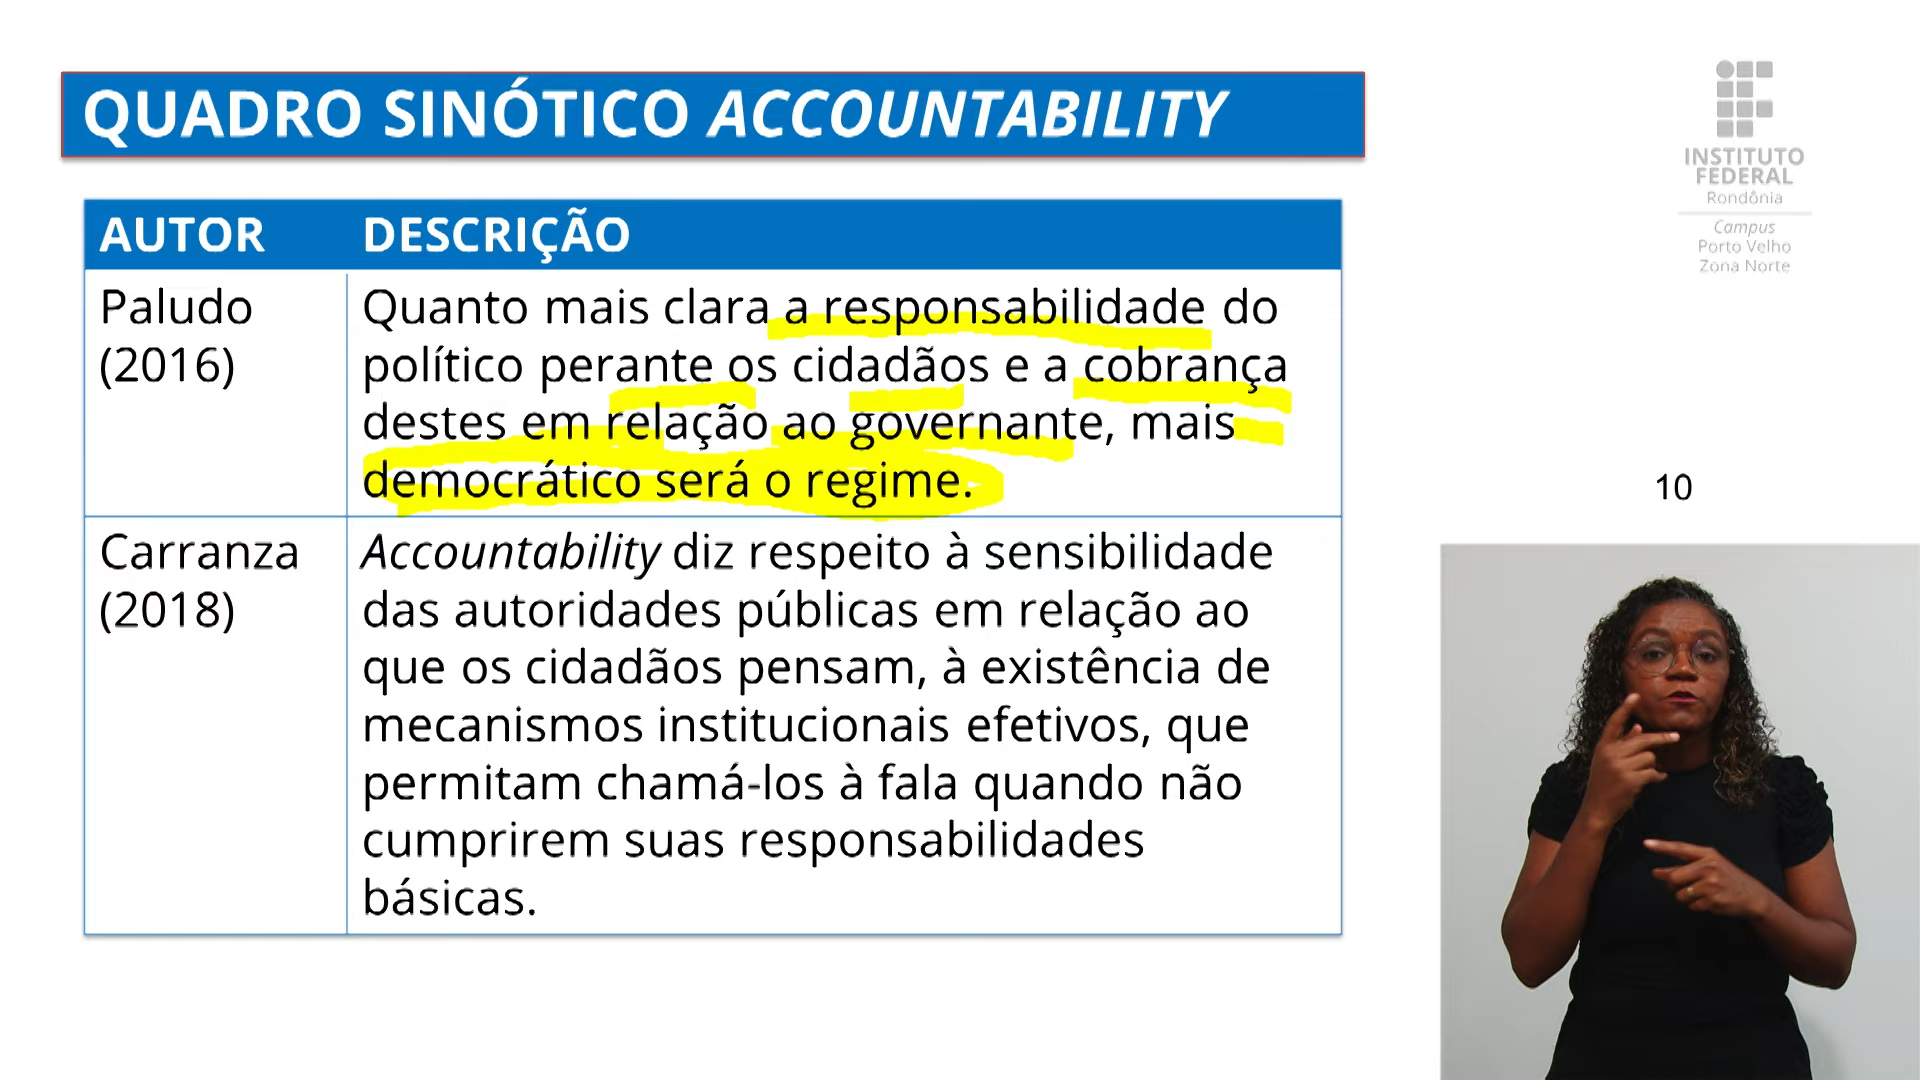 QUADRO SINÓTICO ACCOUNTABILITY
AUTOR DESCRIÇÃO
Paludo
(2016)
Quanto mais clara a responsabilidade do
político perante os cidadãos e a cobrança
destes em relação ao governante, mais
democrático será o regime.
Carranza
(2018)
Accountability diz respeito à sensibilidade
das autoridades públicas em relação ao
que os cidadãos pensam, à existência de
mecanismos institucionais efetivos, que
permitam chamá-los à fala quando não
cumprirem suas responsabilidades
básicas.
INSTITUTO
FEDERAL
Rondônia
Campus
Porto Velho
Zona Norte
10